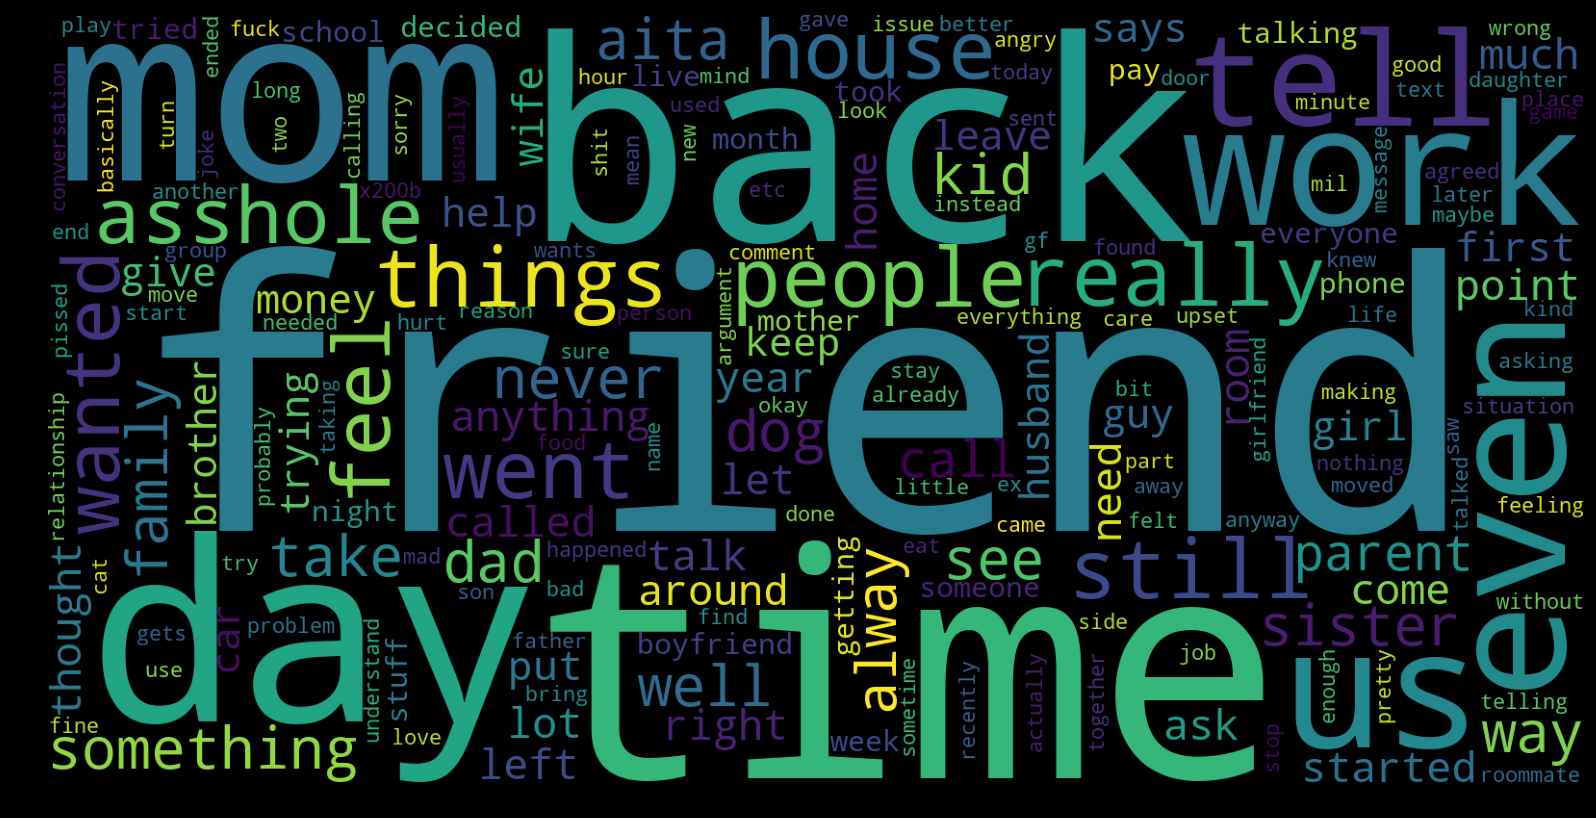 play
tried
fuck
school
ended
decided
mom
basically
turn
long
two
joke
calling
sorry
usually
conversation
another
x200b
asshole
help
end
group
wife
back
aita
hour
live
mind
shit
mean
used
new
month
etc
house
gave
issue
better
angry
today
took
look
sent
leave
kid
instead
home
says
pay
door
tell
talking
minute
good
text
wrong
much
daughter
place
game
work
mil
message
agreed
later
maybe
everyone
first
gf
found
knew
phone
point
kind
wanted
give
move
start
money
needed
things
wants
hurt
reason
person
comment
people
really
mother
argument
keep
everything
care
upset
life
pissed
family
brother
feel
friend
sure
never
anything
food
name
year
okay
dog
let
stay
already
call
little
ex
husband
bit
guy
need
part
away
felt
room
girlfriend
making
girl
nothing
moved
saw
talked
situation
asking
even
feeling
relationship
probably
trying
taking
night
went
called
done
came
anyway
thought
cat
try
take
mad
dad
happened
talk
around
getting
alway
eat
see
someone
still
parent
come
without
day
gets
use
problem
car
understand
stuff
son
bad
father
put
bring
lot
left
love
fine
something
time
find
boyfriend
well
right
week
sometime
recently
actually
together
side
job
ask
stop
sister
us
enough
pretty
telling
way
started
roommate